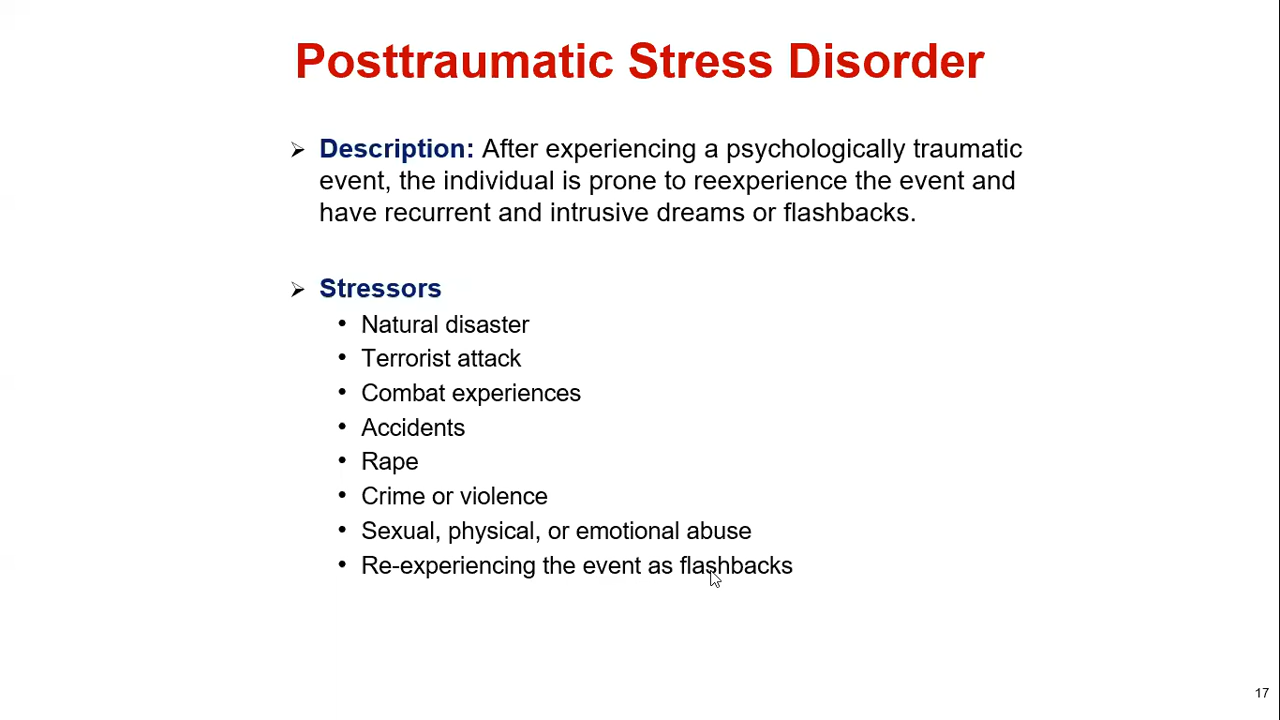 Posttraumatic Stress Disorder
➢ Description: After experiencing a psychologically traumatic
event, the individual is prone to reexperience the event and
have recurrent and intrusive dreams or flashbacks.
➢ Stressors
• Natural disaster
• Terrorist attack
• Combat experiences
• Accidents
• Rape
• Crime or violence
• Sexual, physical, or emotional abuse
• Re-experiencing the event as flashbacks
17